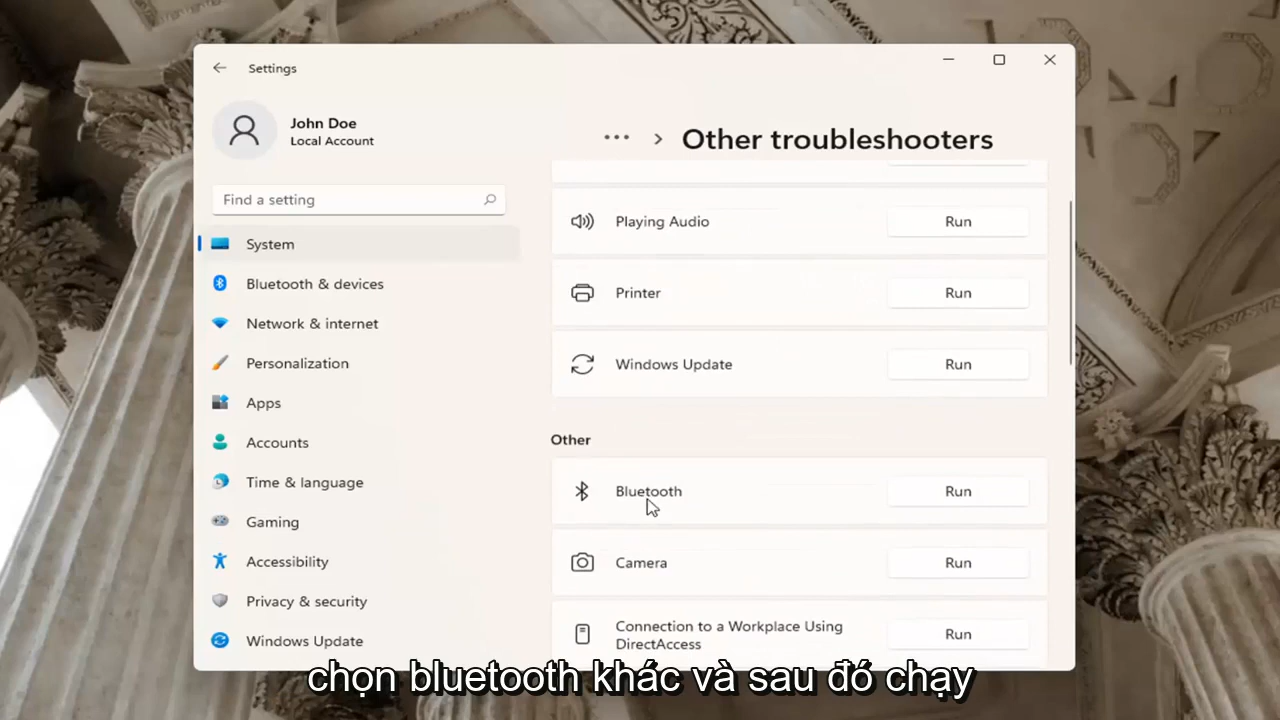 Settings
John Doe
Local Account
Find a setting
System
Bluetooth & devices
Network & internet
Personalization
Apps
Accounts
Time & language
Gaming
Accessibility
Privacy & security
Windows Update
... > Other troubleshooters
Playing Audio Run
Printer Run
Windows Update Run
Other
Bluetooth Run
Camera Run
Connection to a Workplace Using
DirectAccess Run
chọn bluetooth khác và sau đó chạy